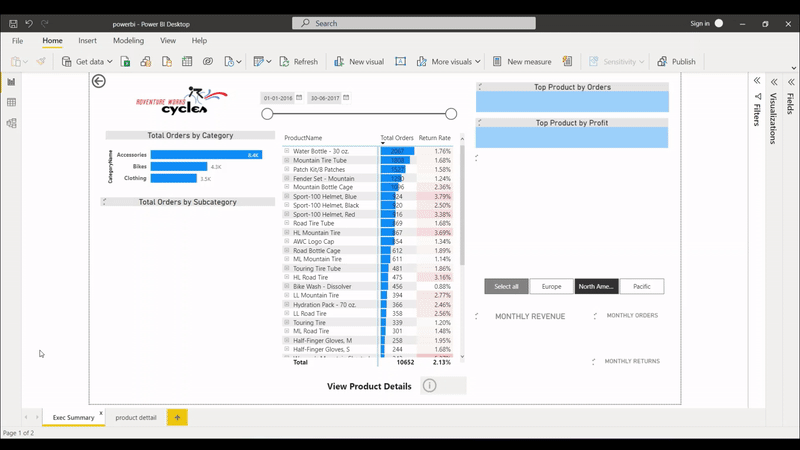 powerbi - Power BI Desktop
Search
Sign in
File
Home
Insert
Modeling
View
Help
Get data
Refresh
New visual
More visuals
New measure
Sensitivity
Publish
ADVENTURE WORKS
cycles
01-01-2016
30-06-2017
Top Product by Orders
Top Product by Profit
Total Orders by Category
CategoryName
Accessories 8.4K
Bikes 4.3K
Clothing 3.5K
Total Orders by Subcategory
ProductName Total Orders Return Rate
Water Bottle - 30 oz. 2067 1.76%
Mountain Tire Tube 1.68%
Patch Kit/8 Patches 1.58%
Fender Set - Mountain 1.24%
Mountain Bottle Cage 2.36%
Sport-100 Helmet, Blue 924 3.79%
Sport-100 Helmet, Black 920 2.50%
Sport-100 Helmet, Red 916 3.38%
Road Tire Tube 869 1.68%
HL Mountain Tire 867 3.69%
AWC Logo Cap 854 1.34%
Road Bottle Cage 612 1.89%
ML Mountain Tire 611 1.14%
Touring Tire Tube 481 1.86%
HL Road Tire 475 3.16%
Bike Wash - Dissolver 456 0.88%
LL Mountain Tire 394 2.77%
Hydration Pack - 70 oz. 366 2.46%
LL Road Tire 358 2.56%
Touring Tire 339 1.20%
ML Road Tire 301 1.48%
Half-Finger Gloves, M 258 1.95%
Half-Finger Gloves, S 244 1.68%
Total 10652 2.13%
Select all
Europe
North Ame...
Pacific
MONTHLY REVENUE
MONTHLY ORDERS
MONTHLY RETURNS
View Product Details
Filters
Visualizations
Fields
Exec Summary
product dettail
Page 1 of 2